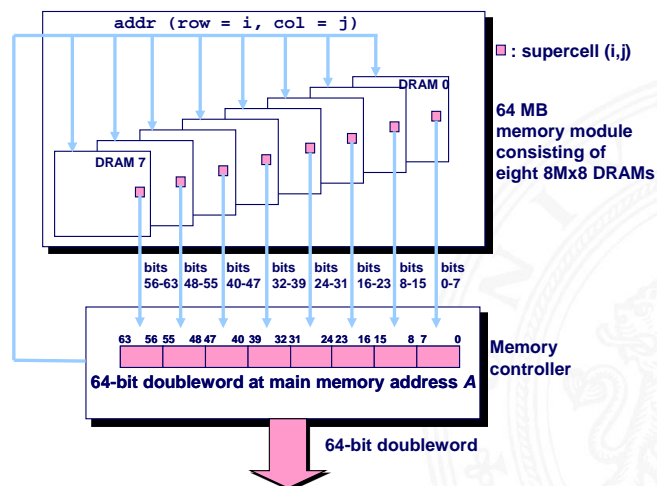 addr (row = i, col = j)
: supercell (i,j)
DRAM 0
64 MB
memory module
consisting of
eight 8Mx8 DRAMs
DRAM 7
bits
56-63
bits
48-55
bits
40-47
bits
32-39
bits
24-31
bits
16-23
bits
8-15
bits
0-7
63 56 55 48 47 40 39 32 31 24 23 16 15 8 7 0
64-bit doubleword at main memory address A
Memory
controller
64-bit doubleword